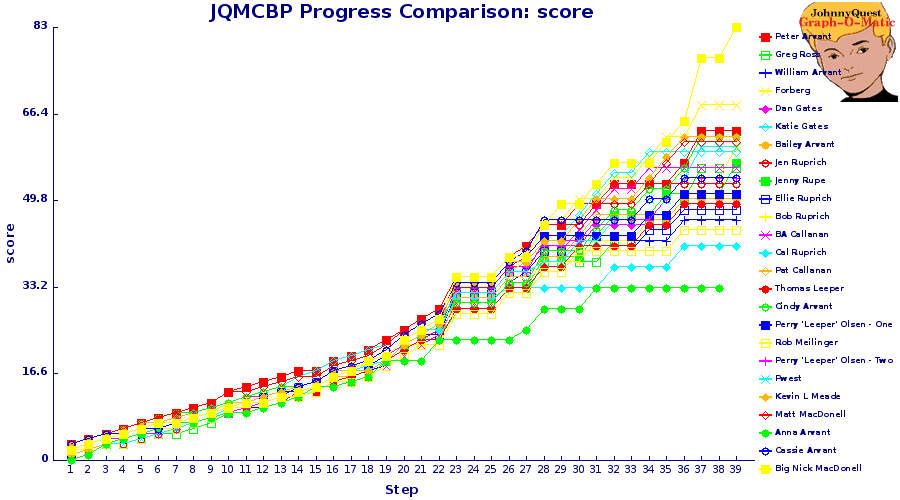 JQMCBP Progress Comparison: score
JohnnyQuest
Graph-O-Matic
83
66.4
49.8
33.2
16.6
0
score
1 2 3 4 5 6 7 8 9 10 11 12 13 14 15 16 17 18 19 20 21 22 23 24 25 26 27 28 29 30 31 32 33 34 35 36 37 38 39
Step
Peter Arvant
Greg Ross
William Arvant
Forberg
Dan Gates
Katie Gates
Bailey Arvant
Jen Ruprich
Jenny Rupe
Ellie Ruprich
Bob Ruprich
BA Callanan
Cal Ruprich
Pat Callanan
Thomas Leeper
Cindy Arvant
Perry 'Leeper' Olsen - One
Rob Mellinger
Perry 'Leeper' Olsen - Two
Pwest
Kevin L Meade
Matt MacDonell
Anna Arvant
Cassie Arvant
Big Nick MacDonell